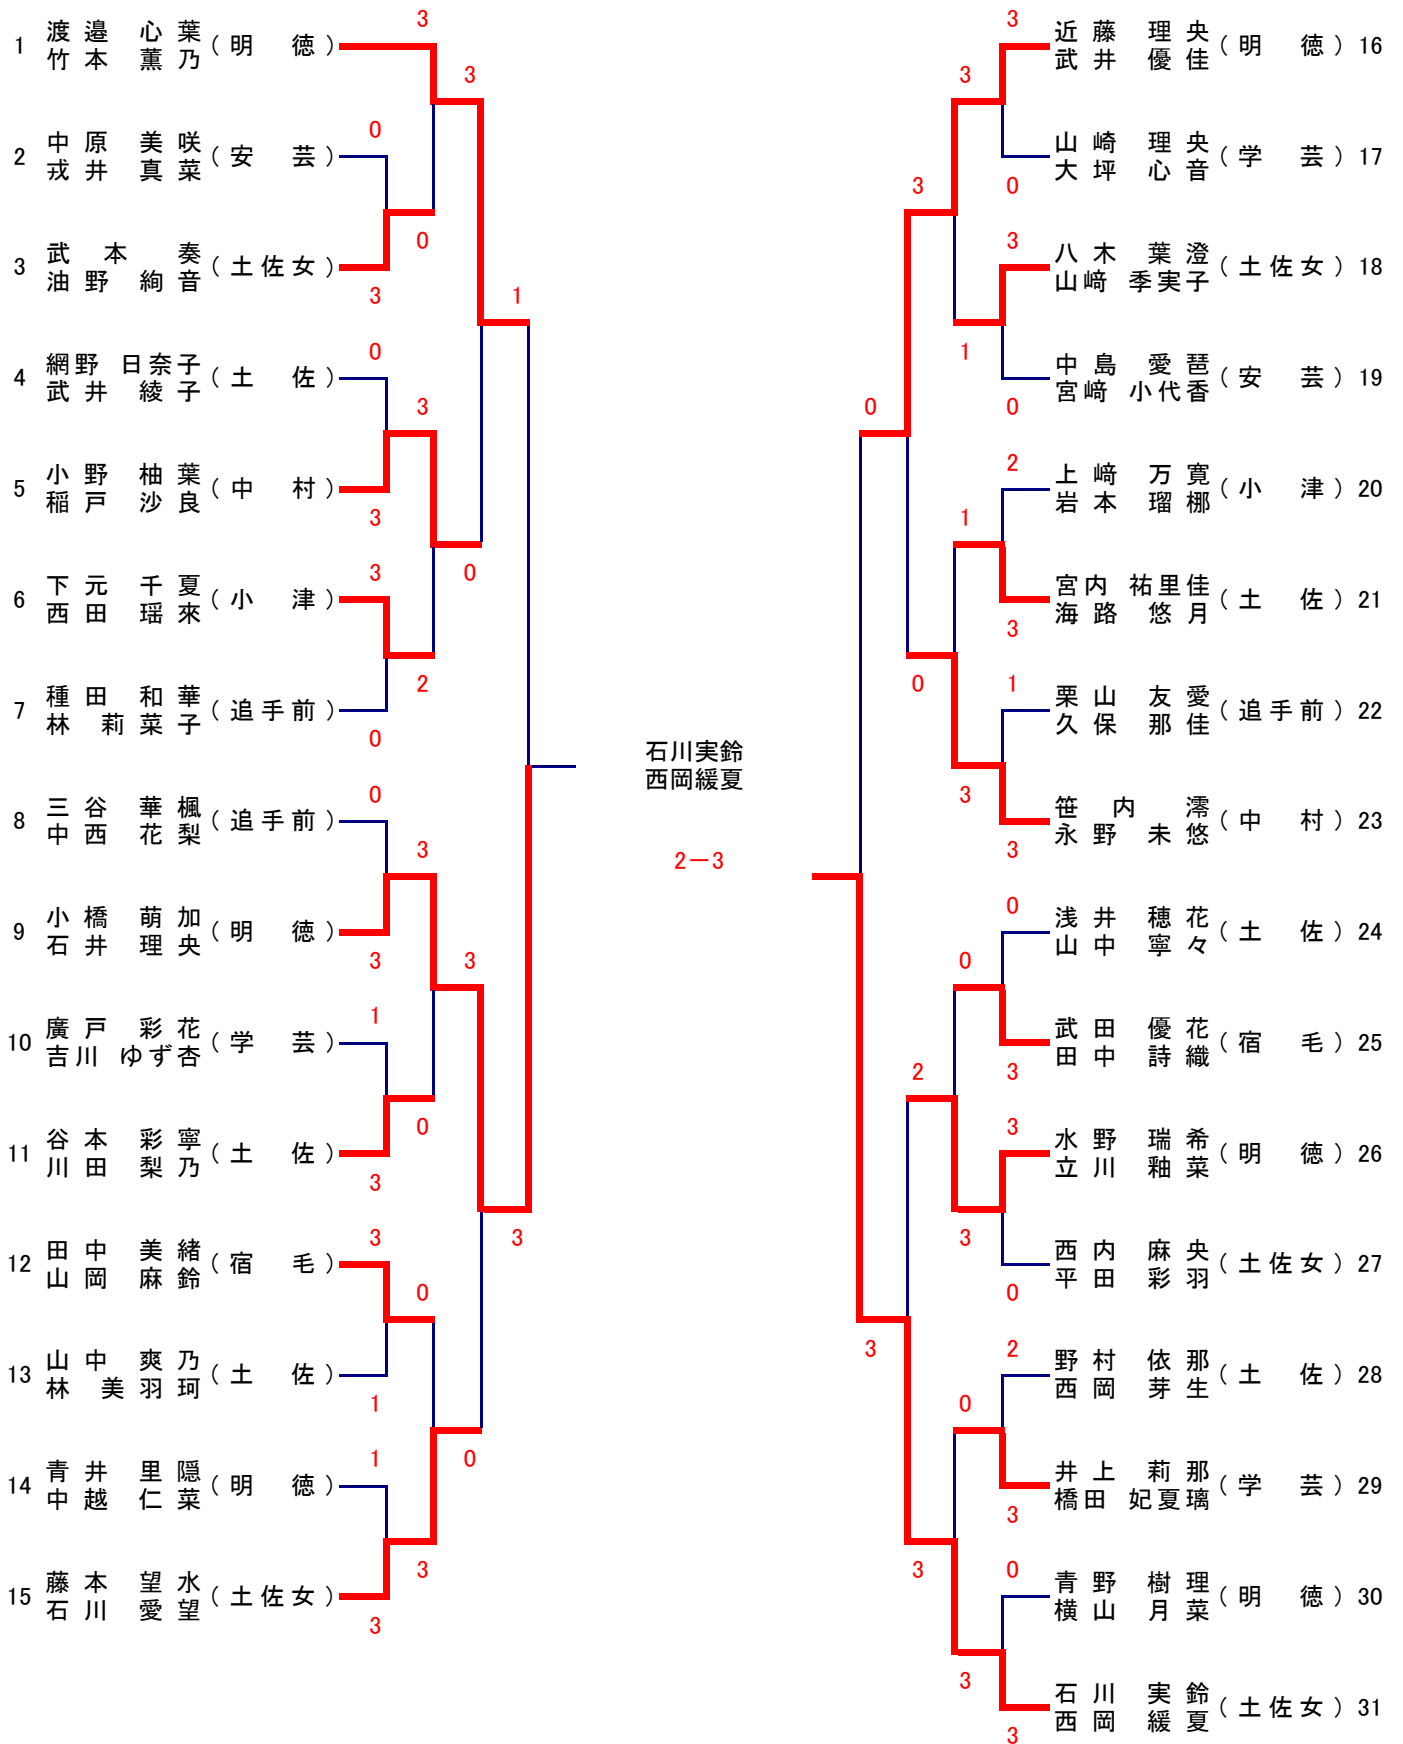 1 渡邉 心葉 竹本 薫乃 (明徳) 3
3
2 中原 美咲 戎井 真菜 (安芸) 0
0
3 武本 奏 油野 絢音 (土佐女) 3
1
4 網野 日奈子 武井 綾子 (土佐) 0
3
5 小野 柚葉 稲戸 沙良 (中村) 3
0
6 下元 千夏 西田 瑶來 (小津) 3
2
7 種田 和華 林 莉菜子 (追手前) 0
8 三谷 華楓 中西 花梨 (追手前) 0
3
9 小橋 萌加 石井 理央 (明徳) 3
3
10 廣戸 彩花 吉川 ゆず杏 (学芸) 1
0
11 谷本 彩寧 川田 梨乃 (土佐) 3
3
12 田中 美緒 山岡 麻鈴 (宿毛) 3
0
13 山中 爽乃 林 美羽珂 (土佐) 1
0
14 青井 里隠 中越 仁菜 (明徳) 1
3
15 藤本 望水 石川 愛望 (土佐女) 3
石川実鈴
西岡緩夏
2－3
3 近藤 理央 武井 優佳 (明徳) 16
3
0 山崎 理央 大坪 心音 (学芸) 17
3
3 八木 葉澄 山﨑 季実子 (土佐女) 18
1
0 中島 愛琶 宮﨑 小代香 (安芸) 19
0
2 上﨑 万寛 岩本 瑠梛 (小津) 20
1
3 宮内 祐里佳 海路 悠月 (土佐) 21
0
1 栗山 友愛 久保 那佳 (追手前) 22
3
3 笹内 澪 永野 未悠 (中村) 23
0 浅井 穂花 山中 寧々 (土佐) 24
0
3 武田 優花 田中 詩織 (宿毛) 25
2
3 水野 瑞希 立川 釉菜 (明徳) 26
3
0 西内 麻央 平田 彩羽 (土佐女) 27
3
2 野村 依那 西岡 芽生 (土佐) 28
0
3 井上 莉那 橋田 妃夏璃 (学芸) 29
3
0 青野 樹理 横山 月菜 (明徳) 30
3
3 石川 実鈴 西岡 緩夏 (土佐女) 31